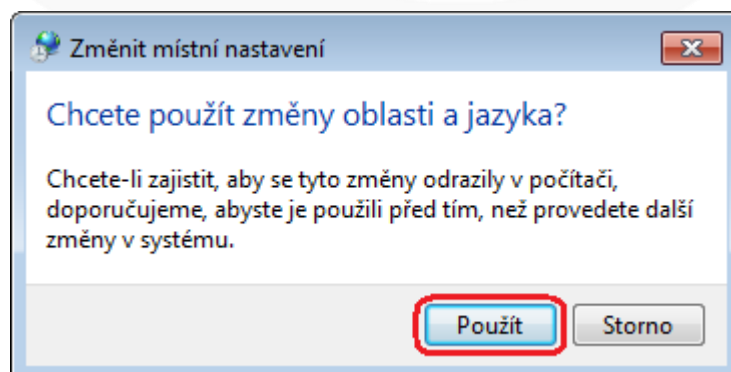 Změnit místní nastavení
Chcete použít změny oblasti a jazyka?
Chcete-li zajistit, aby se tyto změny odrazily v počítači,
doporučujeme, abyste je použili před tím, než provedete další
změny v systému.
Použít Storno